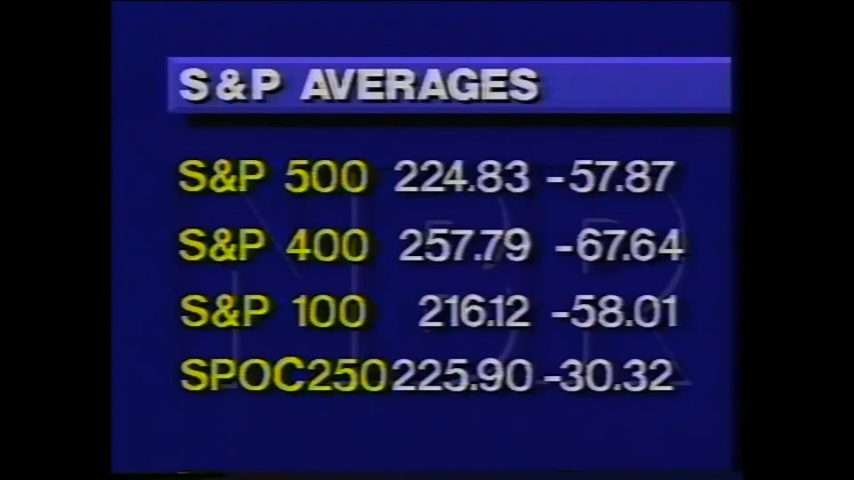 S&P AVERAGES
S&P 500 224.83 -57.87
S&P 400 257.79 -67.64
S&P 100 216.12 -58.01
SPOC250 225.90 -30.32
NBR